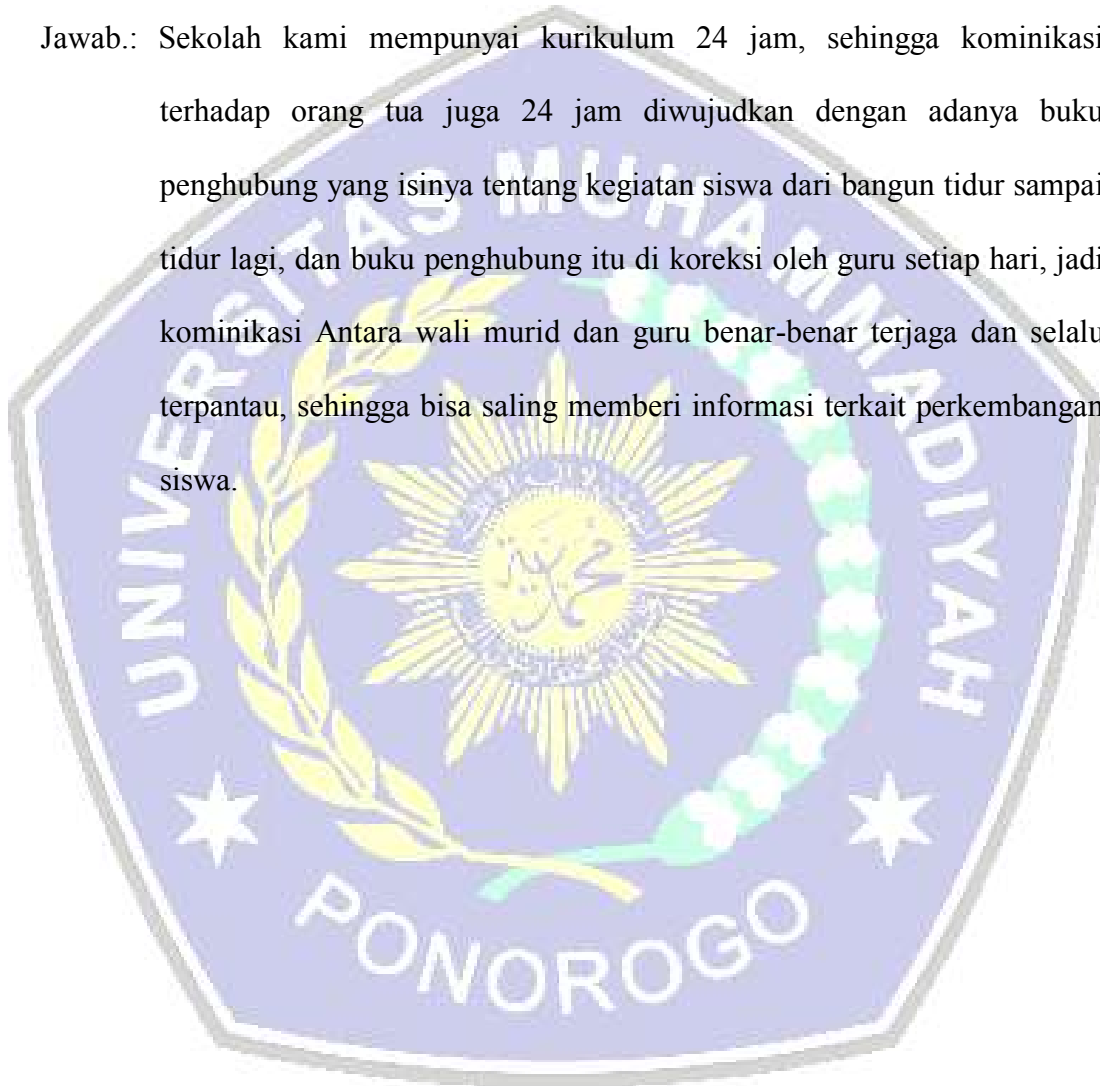 Jawab.: Sekolah kami mempunyai kurikulum 24 jam, sehingga kominikasi
terhadap orang tua juga 24 jam diwujudkan dengan adanya buku
penghubung yang isinya tentang kegiatan siswa dari bangun tidur sampai
tidur lagi, dan buku penghubung itu di koreksi oleh guru setiap hari, jadi
kominikasi Antara wali murid dan guru benar-benar terjaga dan selalu
terpantau, sehingga bisa saling memberi informasi terkait perkembangan
siswa.
UNIVERSITAS MUHAMMADIYAH
PONOROGO